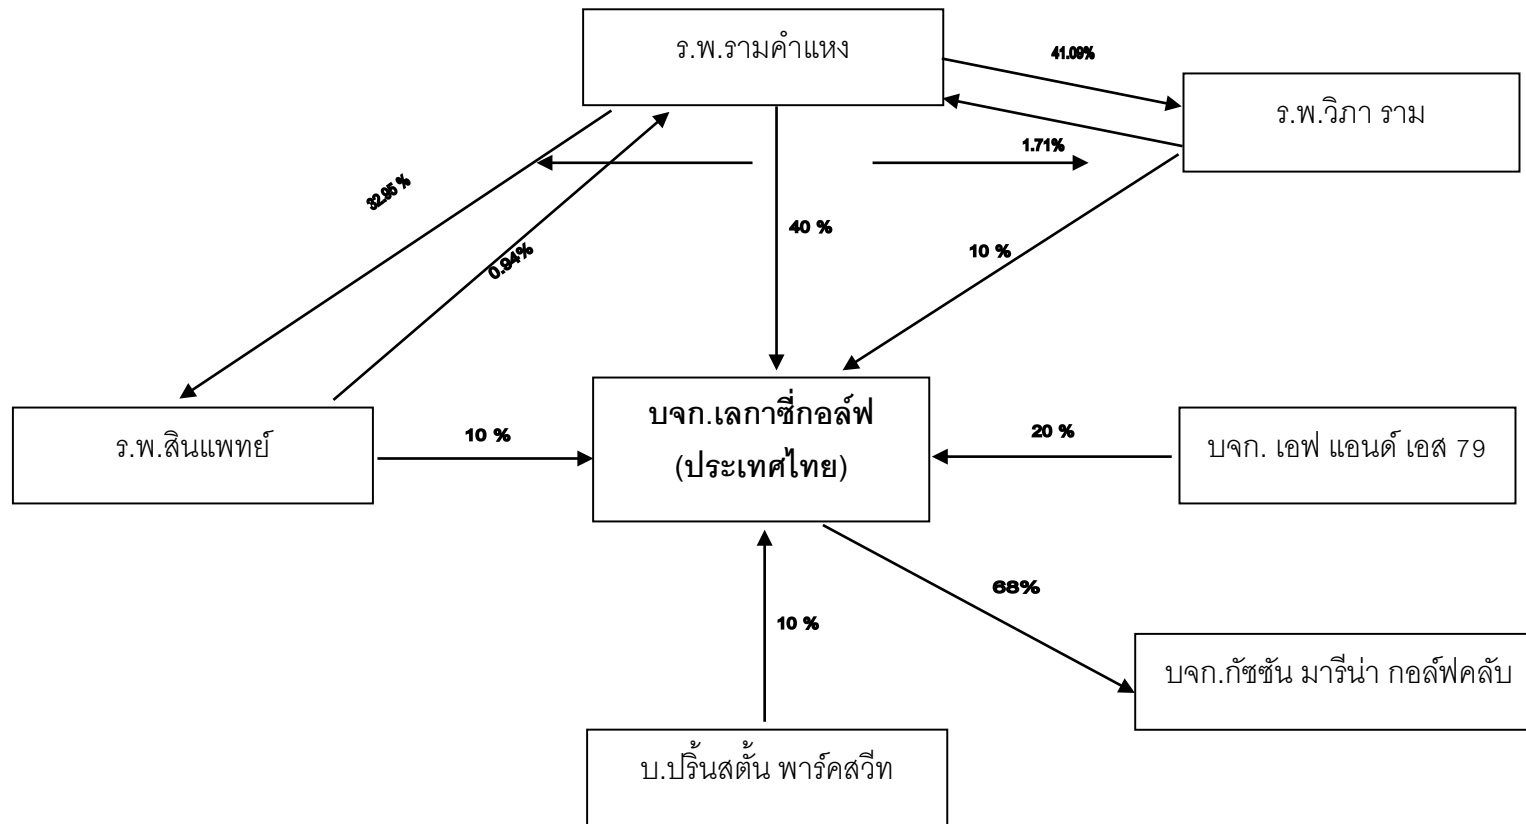 ร.พ.รามคำแหง
41.09%
ร.พ.วิภา ราม
1.71%
32.95 %
40 %
0.94%
10 %
บจก.เลกาซี่กอล์ฟ
(ประเทศไทย)
ร.พ.สินแพทย์
10 %
20 %
บจก. เอฟ แอนด์ เอส 79
68%
10 %
บจก.กัซซัน มารีน่า กอล์ฟคลับ
บ.ปริ้นสตั้น พาร์คสวีท